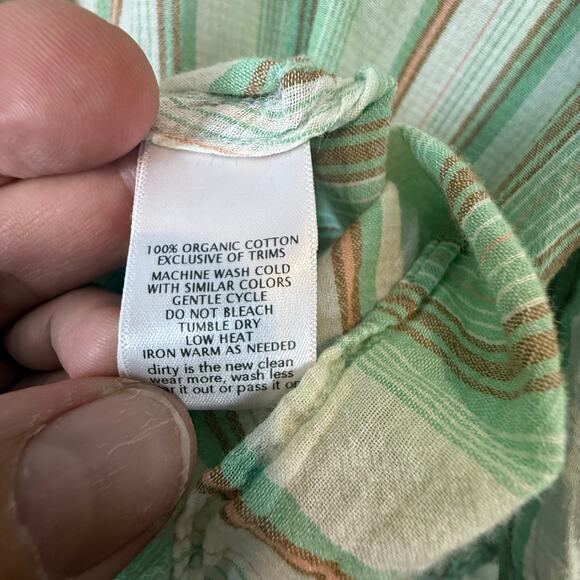 100% ORGANIC COTTON
EXCLUSIVE OF TRIMS
MACHINE WASH COLD
WITH SIMILAR COLORS
GENTLE CYCLE
DO NOT BLEACH
TUMBLE DRY
LOW HEAT
IRON WARM AS NEEDED
dirty is the new clean
wear more, wash less
it out or pass it